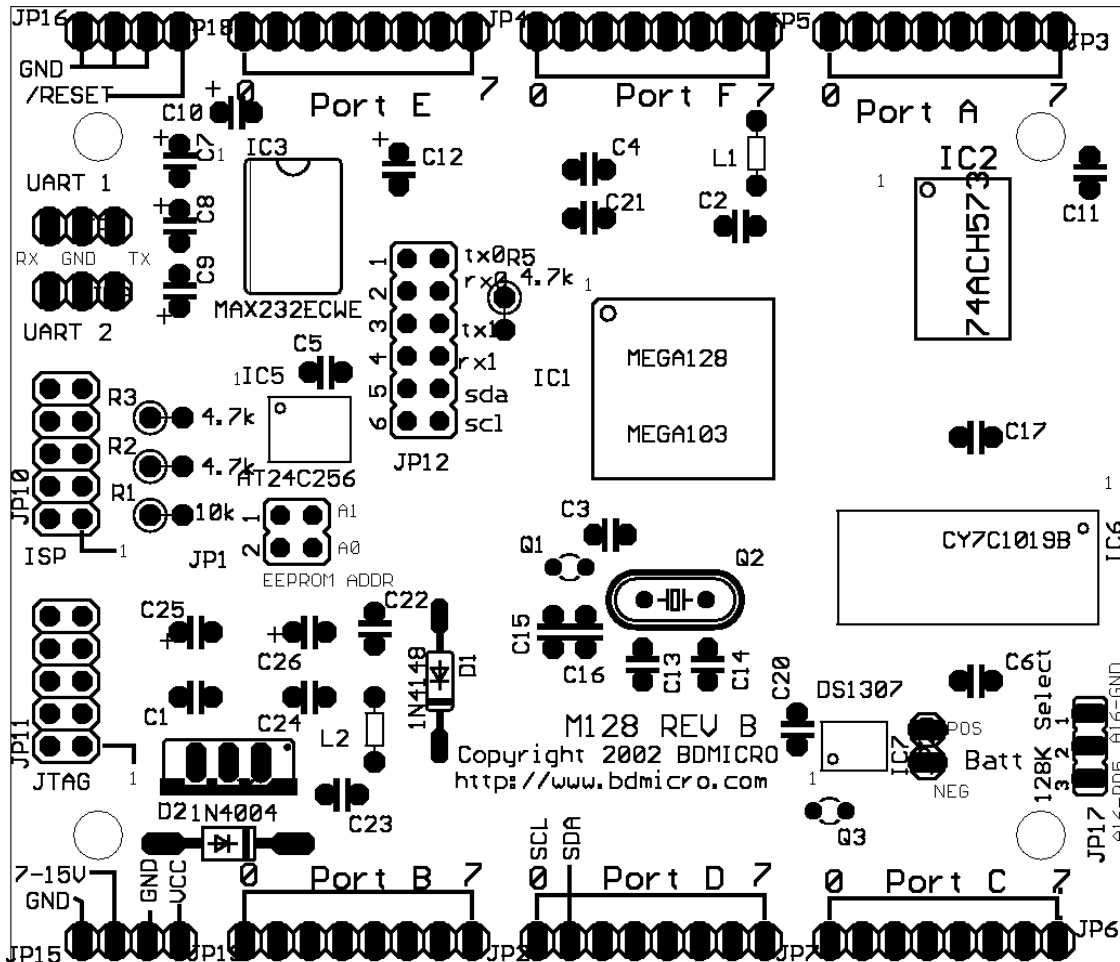 JP16
JP18
JP4
JP5
JP3
GND
/RESET
0
7
Port E
0
7
Port F
0
7
Port A
C10
+
IC3
+
C7
1
+
C12
C4
L1
IC2
1
C11
UART 1
+
C8
C21
C2
74ACH573
RX GND TX
C9
+
UART 2
MAX232ECWE
1
2
3
4
5
6
tx0
rx0
tx1
rx1
sda
scl
R5
4.7k
1
JP12
C5
1
IC5
AT24C256
IC1
MEGA128
MEGA103
C17
R3
4.7k
R2
4.7k
R1
10k
JP10
ISP
1
JP1
1
2
A1
A0
EEPROM ADDR
C3
Q1
Q2
1
CY7C1019B
IC6
C25
+
+
C26
C22
1N4148
D1
C15
C16
C13
C14
C20
DS1307
C6
128K Select
A16-GND
1
2
3
JP17
C1
C24
L2
JP11
JTAG
1
M128 REV B
Copyright 2002 BDMICRO
http://www.bdmicro.com
1
IC7
POS
Batt
NEG
D2
1N4004
C23
Q3
7-15V
GND
GND
VCC
0
Port B
7
SCL
SDA
0
Port D
7
0
Port C
7
JP15
JP19
JP2
JP7
JP6